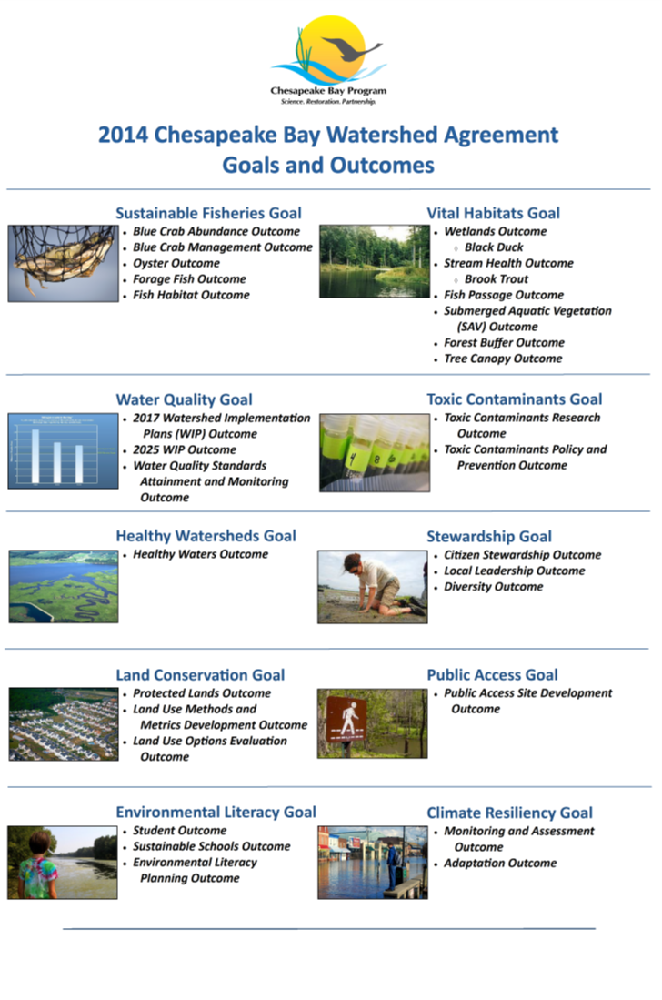 Chesapeake Bay Program
Science. Restoration. Partnership.
2014 Chesapeake Bay Watershed Agreement
Goals and Outcomes
Sustainable Fisheries Goal
• Blue Crab Abundance Outcome
• Blue Crab Management Outcome
• Oyster Outcome
• Forage Fish Outcome
• Fish Habitat Outcome
Vital Habitats Goal
• Wetlands Outcome
◊ Black Duck
• Stream Health Outcome
◊ Brook Trout
• Fish Passage Outcome
• Submerged Aquatic Vegetation
(SAV) Outcome
• Forest Buffer Outcome
• Tree Canopy Outcome
Water Quality Goal
• 2017 Watershed Implementation
Plans (WIP) Outcome
• 2025 WIP Outcome
• Water Quality Standards
Attainment and Monitoring
Outcome
Toxic Contaminants Goal
• Toxic Contaminants Research
Outcome
• Toxic Contaminants Policy and
Prevention Outcome
4
8
Healthy Watersheds Goal
• Healthy Waters Outcome
Stewardship Goal
• Citizen Stewardship Outcome
• Local Leadership Outcome
• Diversity Outcome
Land Conservation Goal
• Protected Lands Outcome
• Land Use Methods and
Metrics Development Outcome
• Land Use Options Evaluation
Outcome
Public Access Goal
• Public Access Site Development
Outcome
Environmental Literacy Goal
• Student Outcome
• Sustainable Schools Outcome
• Environmental Literacy
Planning Outcome
Climate Resiliency Goal
• Monitoring and Assessment
Outcome
• Adaptation Outcome